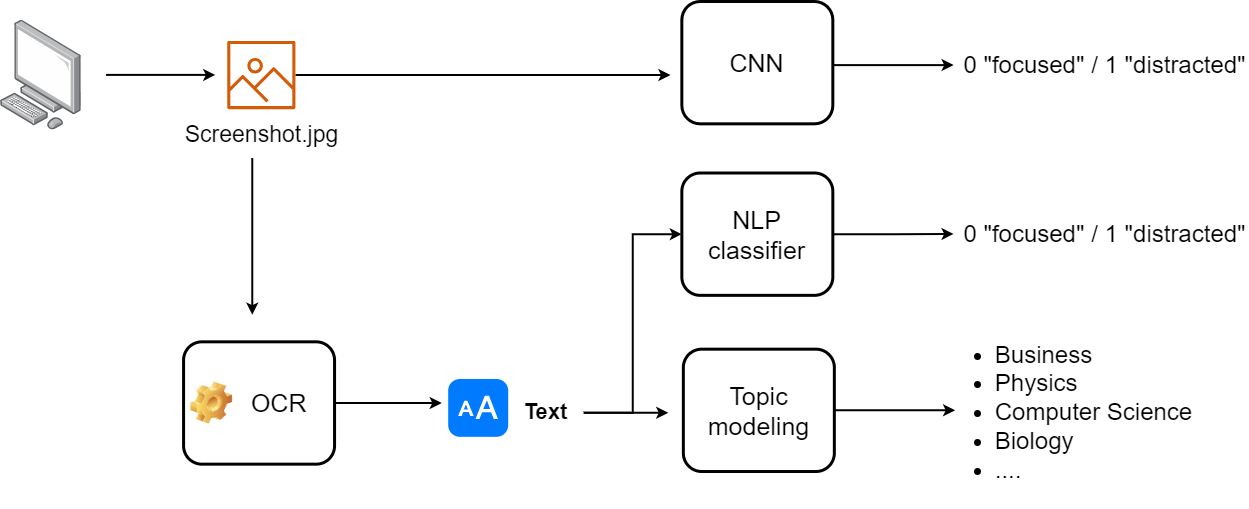 CNN
0 "focused" / 1 "distracted"
Screenshot.jpg
NLP
classifier
0 "focused" / 1 "distracted"
OCR
AA
Text
Topic
modeling
• Business
• Physics
• Computer Science
• Biology
• ....